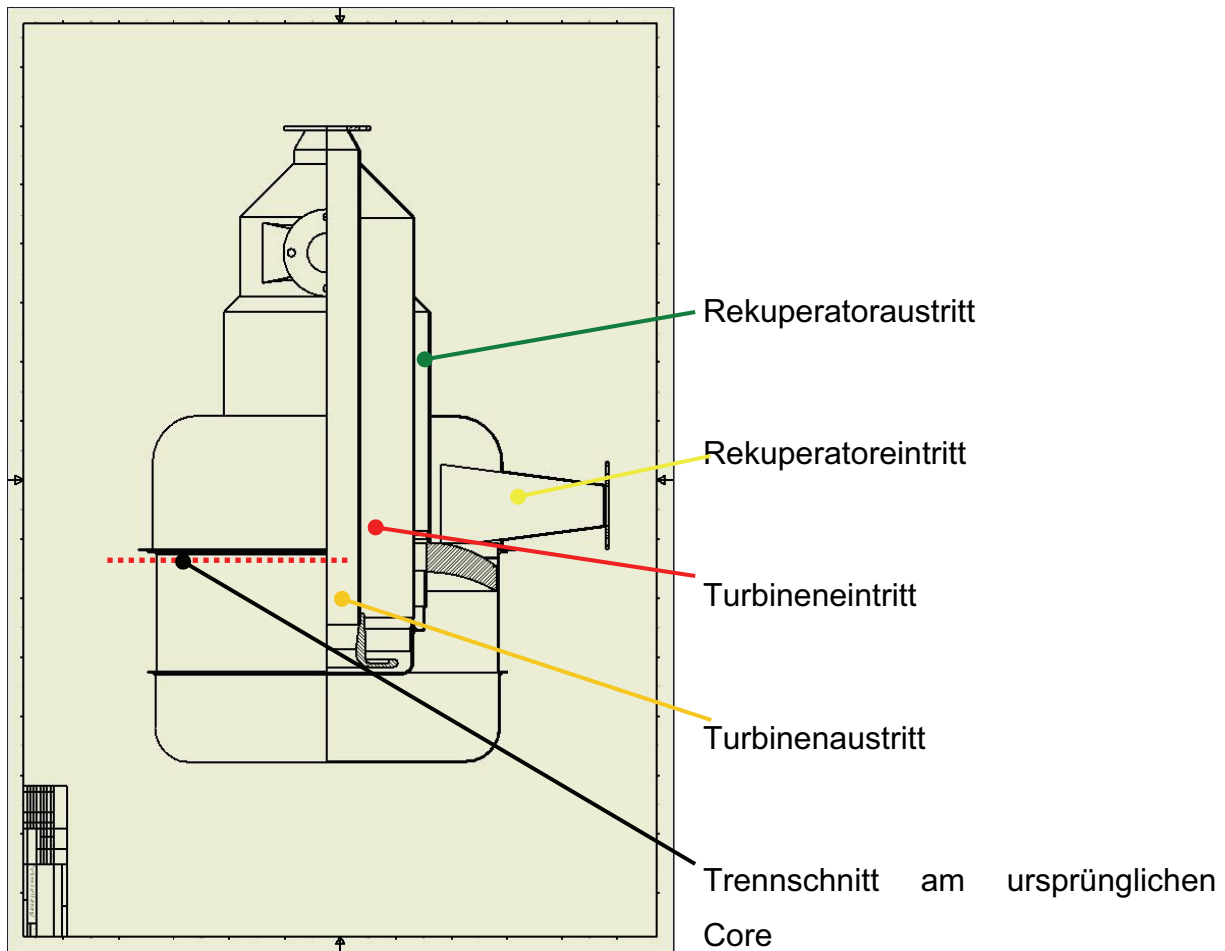 Rekuperatoraustritt
Rekuperatoreintritt
Turbineneintritt
Turbinenaustritt
Trennschnitt am ursprünglichen
Core